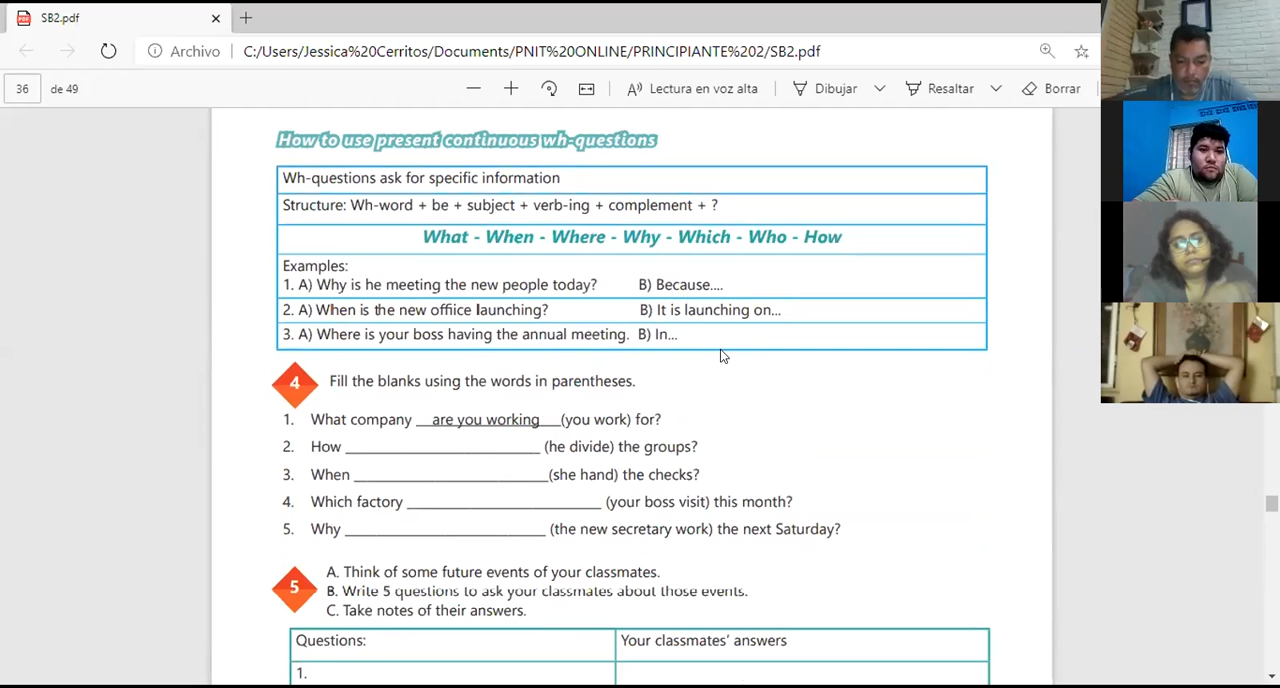 SB2.pdf
Archivo C:/Users/Jessica%20Cerritos/Documents/PNIT%20ONLINE/PRINCIPIANTE%202/SB2.pdf
36 de 49 Lectura en voz alta Dibujar Resaltar Borrar
How to use present continuous wh-questions
Wh-questions ask for specific information
Structure: Wh-word + be + subject + verb-ing + complement + ?
What - When - Where - Why - Which - Who - How
Examples:
1. A) Why is he meeting the new people today? B) Because....
2. A) When is the new office launching? B) It is launching on...
3. A) Where is your boss having the annual meeting. B) In...
4 Fill the blanks using the words in parentheses.
1. What company __are you working___(you work) for?
2. How ______________________ (he divide) the groups?
3. When ______________________(she hand) the checks?
4. Which factory ______________________ (your boss visit) this month?
5. Why ______________________ (the new secretary work) the next Saturday?
5 A. Think of some future events of your classmates.
B. Write 5 questions to ask your classmates about those events.
C. Take notes of their answers.
Questions: Your classmates' answers
1.